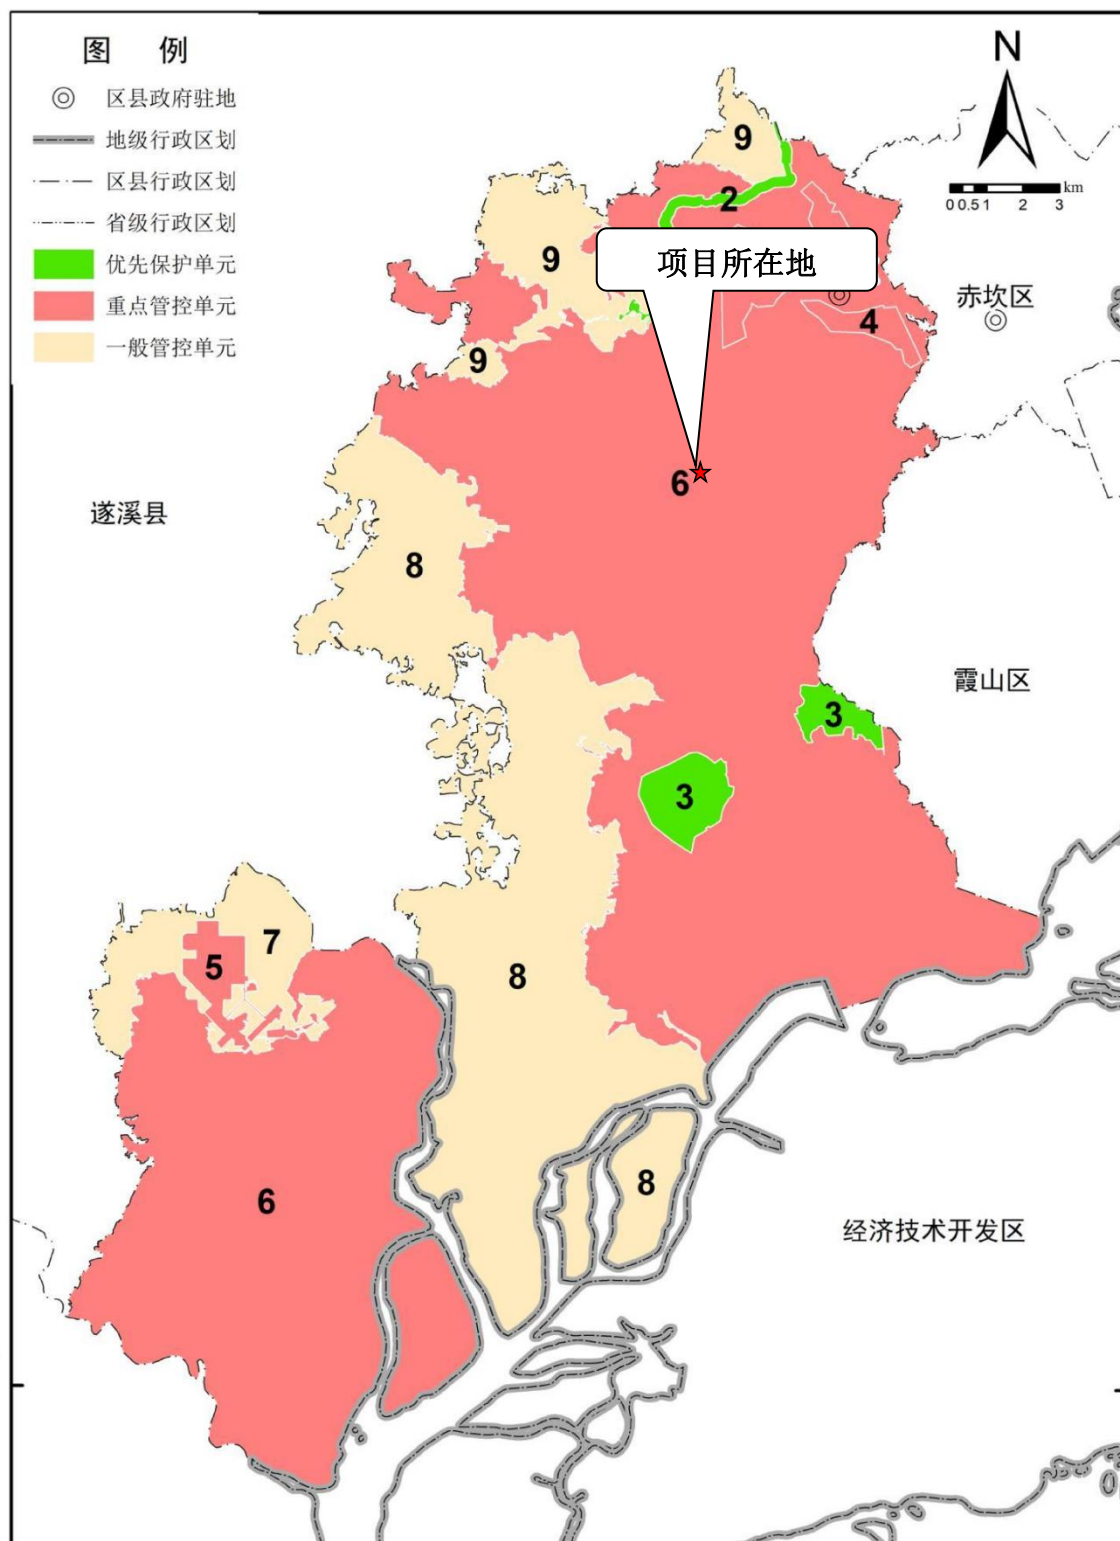 图 例
区县政府驻地
地级行政区划
区县行政区划
省级行政区划
优先保护单元
重点管控单元
一般管控单元
N
km
0 0.5 1 2 3
9
2
9
项目所在地
4
赤坎区
9
6
遂溪县
8
霞山区
3
3
7
5
8
8
6
经济技术开发区